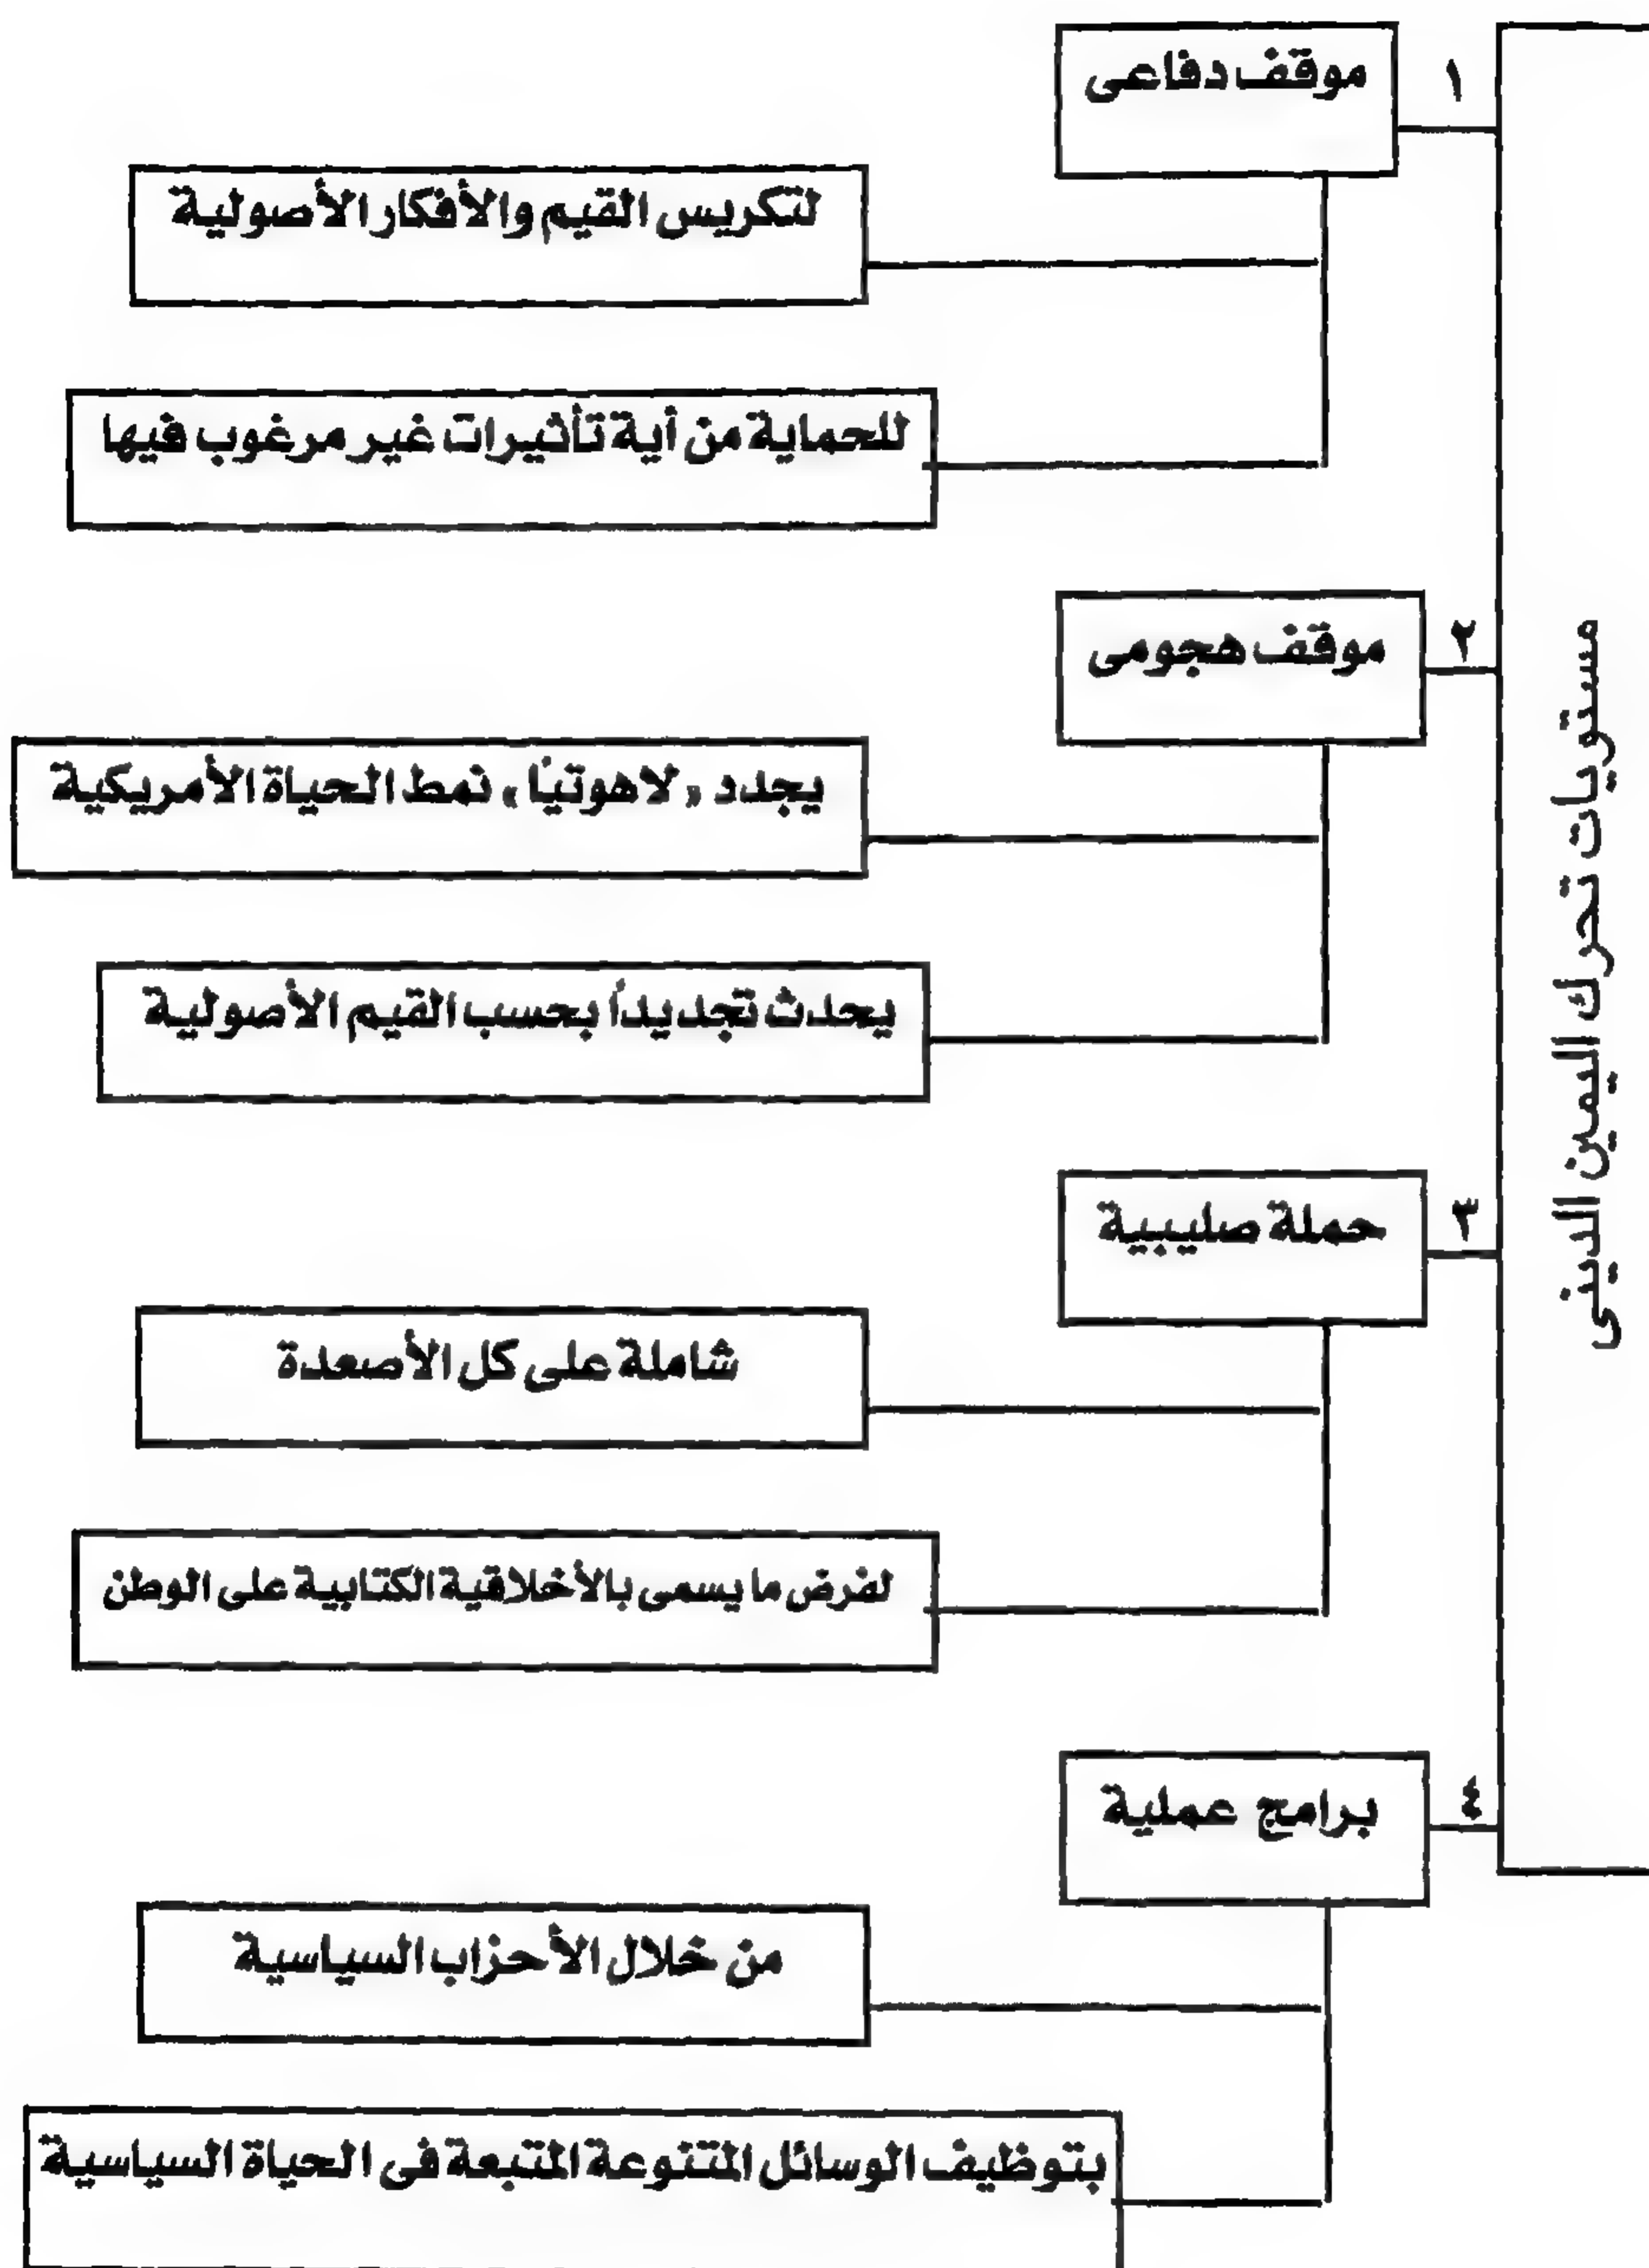 مستويات تحرك اليمين الدينى
١
موقف دفاعى
لتكريس القيم والأفكار الأصولية
للحماية من أية تأثيرات غير مرغوب فيها
٢
موقف هجومى
يجدد «لاهوتيًا» نمط الحياة الأمريكية
يحدث تجديداً بحسب القيم الأصولية
٣
حملة صليبية
شاملة على كل الأصعدة
لفرض ما يسمى بالأخلاقية الكتابية على الوطن
٤
برامج عملية
من خلال الأحزاب السياسية
بتوظيف الوسائل المتنوعة المتبعة فى الحياة السياسية